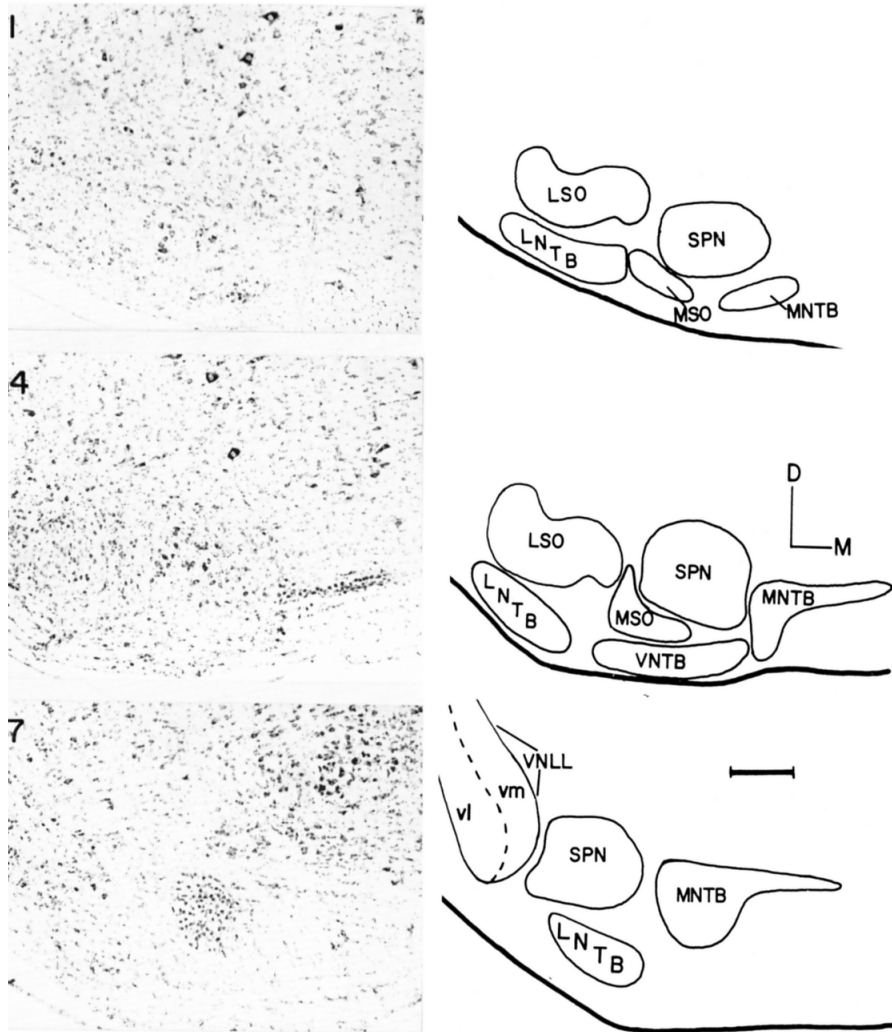 1
LSO
LNTB
SPN
MSO
MNTB
4
D
M
LSO
SPN
MNTB
LNTB
MSO
VNTB
7
VNLL
vm
vl
SPN
MNTB
LNTB